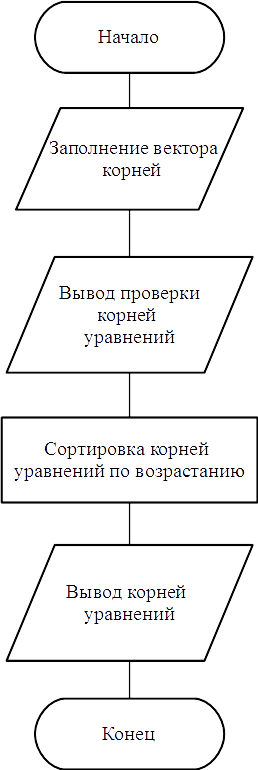 Начало
Заполнение вектора
корней
Вывод проверки
корней
уравнений
Сортировка корней
уравнений по возрастанию
Вывод корней
уравнений
Конец